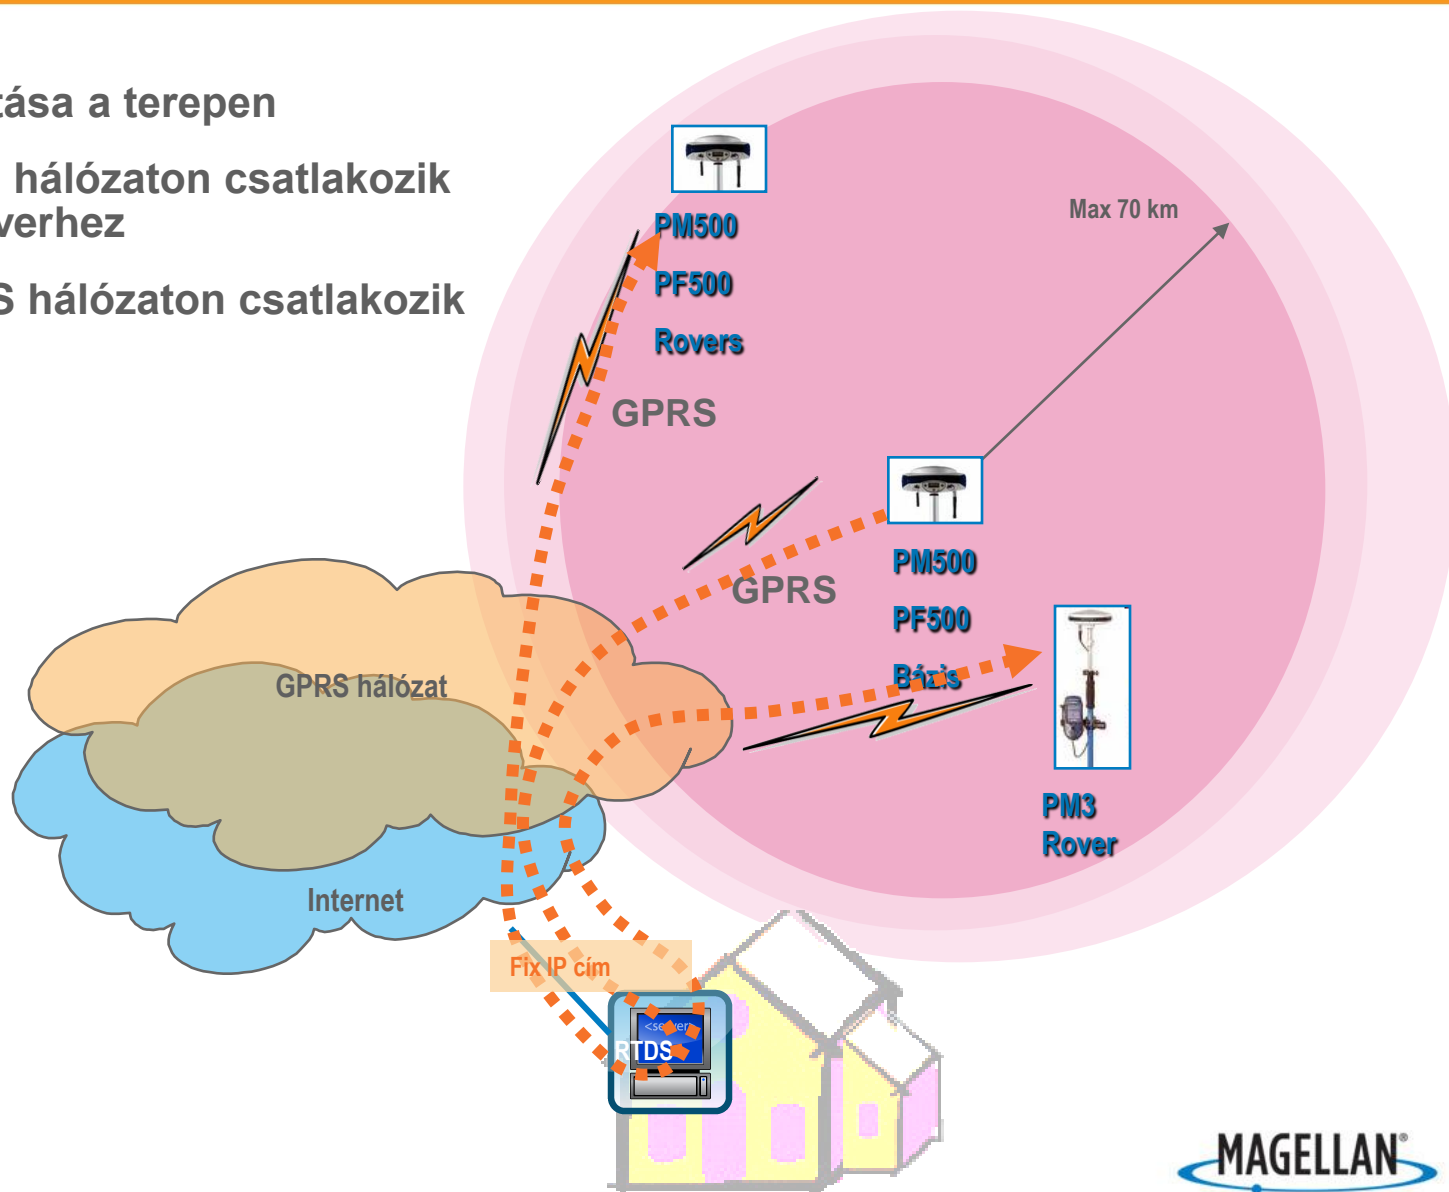 tása a terepen
hálózaton csatlakozik
verhez
S hálózaton csatlakozik
PM500
PF500
Rovers
GPRS
Max 70 km
GPRS
PM500
PF500
Bázis
PM3
Rover
GPRS hálózat
Internet
Fix IP cím
<server>
RTDS
MAGELLAN®